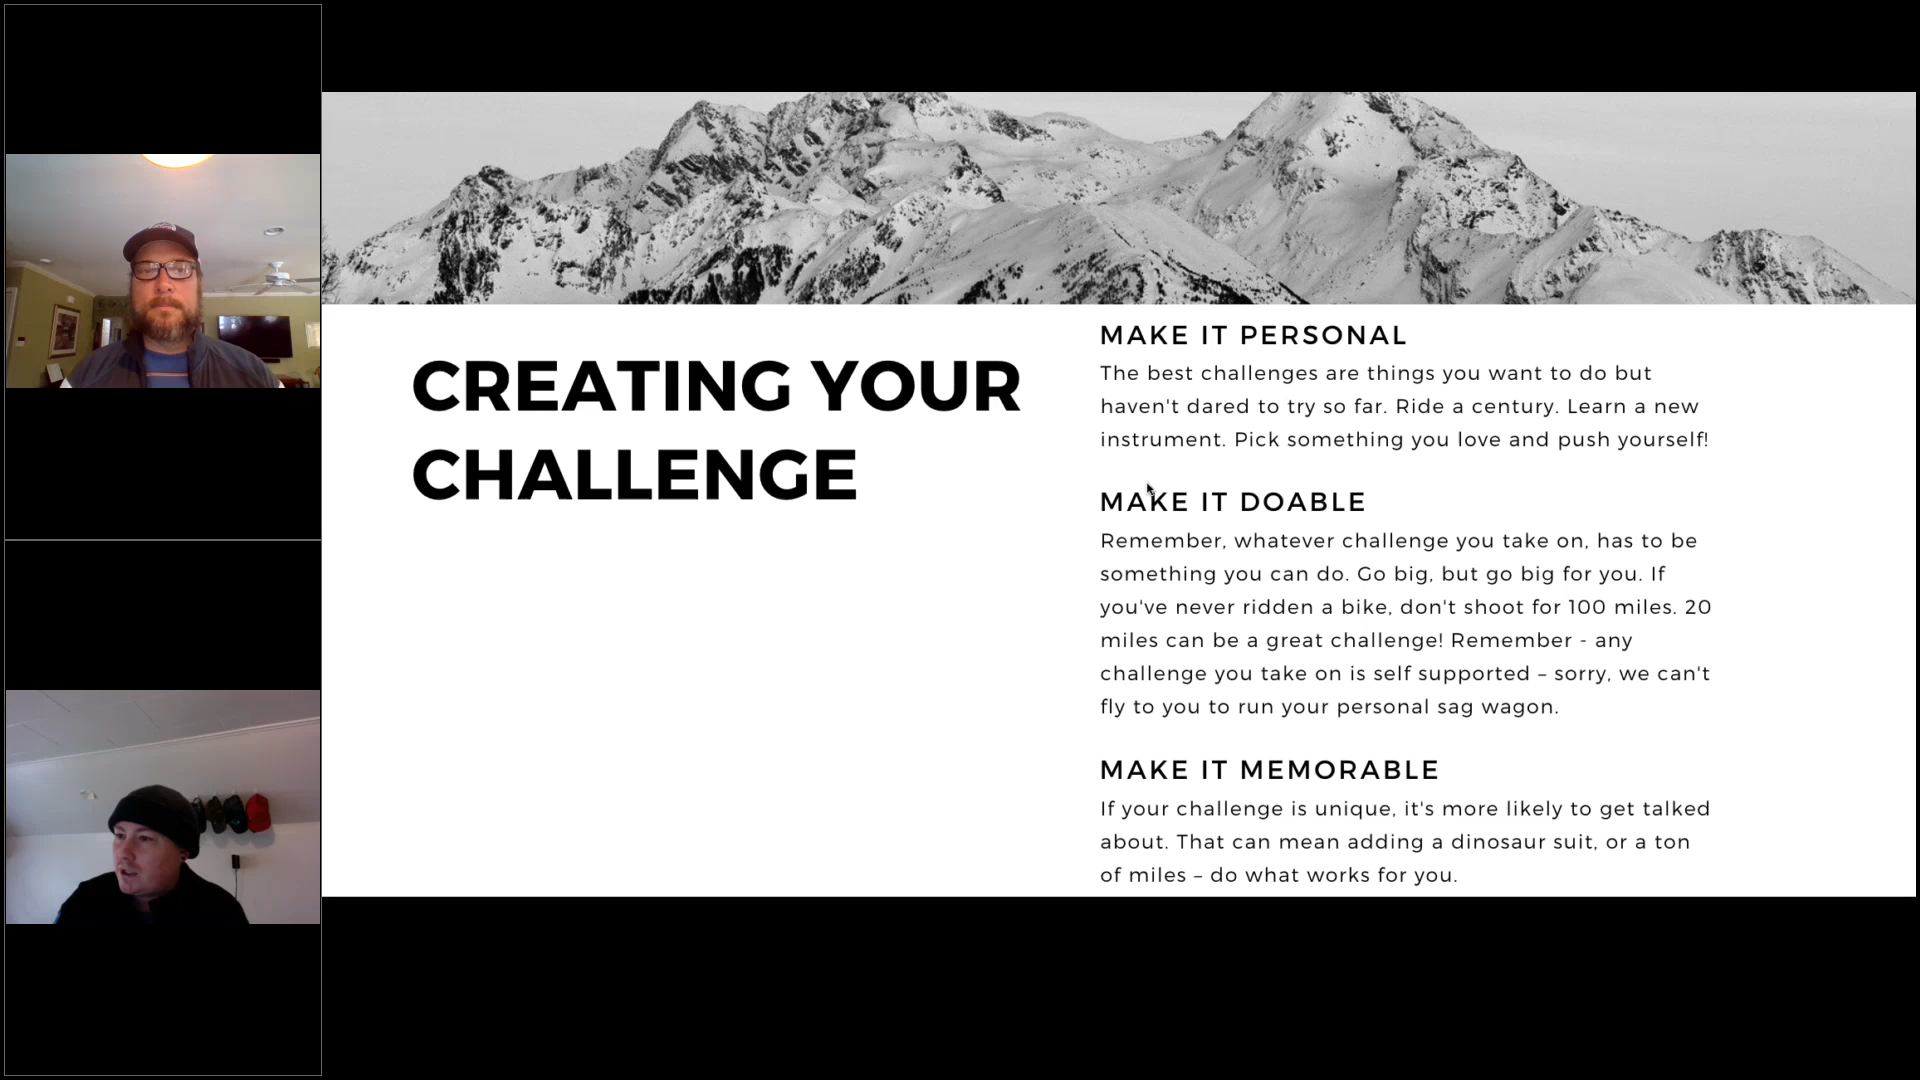 CREATING YOUR
CHALLENGE
MAKE IT PERSONAL
The best challenges are things you want to do but
haven't dared to try so far. Ride a century. Learn a new
instrument. Pick something you love and push yourself!
MAKE IT DOABLE
Remember, whatever challenge you take on, has to be
something you can do. Go big, but go big for you. If
you've never ridden a bike, don't shoot for 100 miles. 20
miles can be a great challenge! Remember - any
challenge you take on is self supported – sorry, we can't
fly to you to run your personal sag wagon.
MAKE IT MEMORABLE
If your challenge is unique, it's more likely to get talked
about. That can mean adding a dinosaur suit, or a ton
of miles – do what works for you.